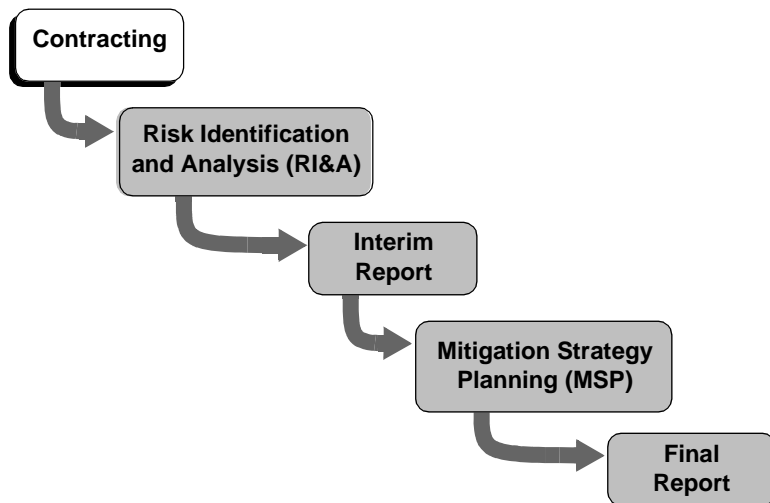 Contracting
Risk Identification
and Analysis (RI&A)
Interim
Report
Mitigation Strategy
Planning (MSP)
Final
Report